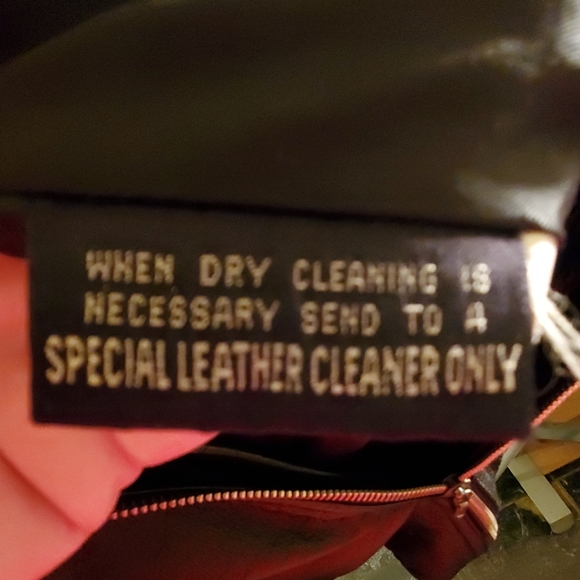 WHEN DRY CLEANING IS
NECESSARY SEND TO A
SPECIAL LEATHER CLEANER ONLY